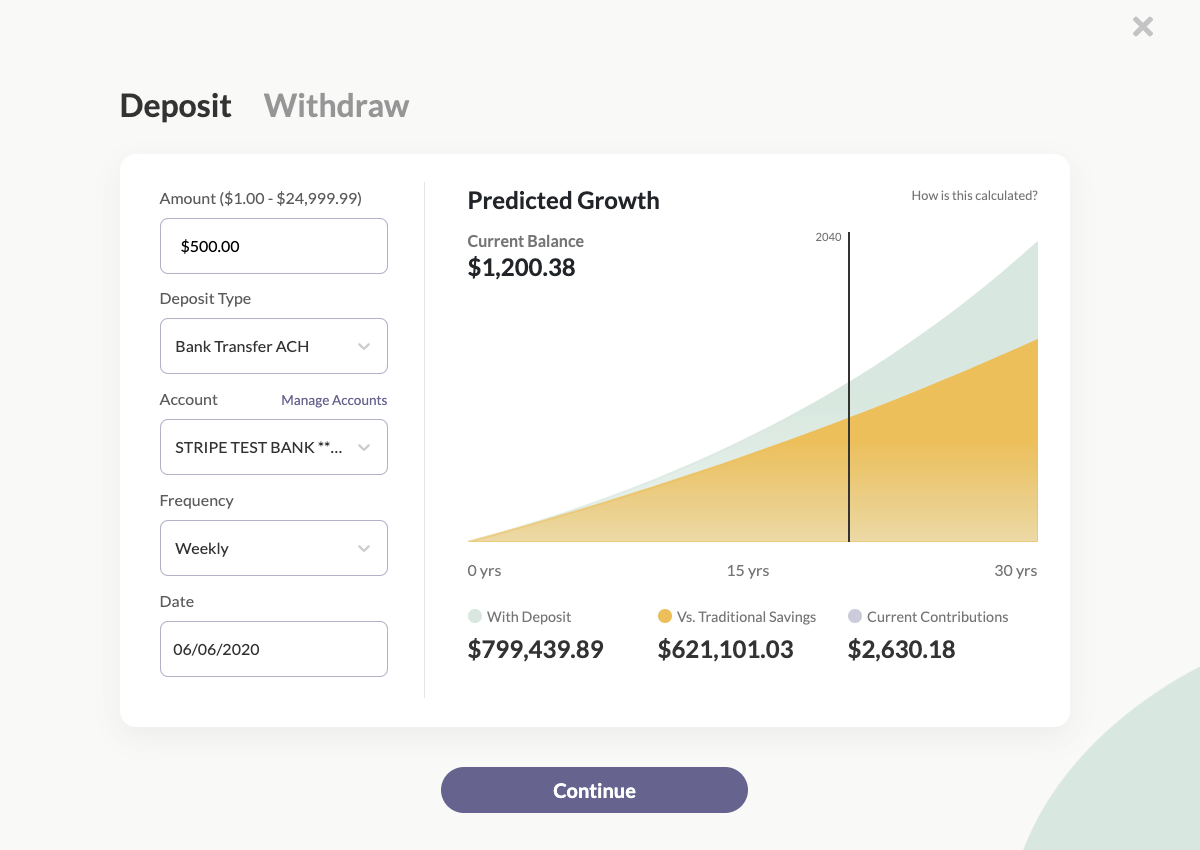 Deposit Withdraw
Amount ($1.00 - $24,999.99)
$500.00
Deposit Type
Bank Transfer ACH
Account Manage Accounts
STRIPE TEST BANK **...
Frequency
Weekly
Date
06/06/2020
Predicted Growth
How is this calculated?
Current Balance
$1,200.38
2040
0 yrs 15 yrs 30 yrs
With Deposit Vs. Traditional Savings Current Contributions
$799,439.89 $621,101.03 $2,630.18
Continue